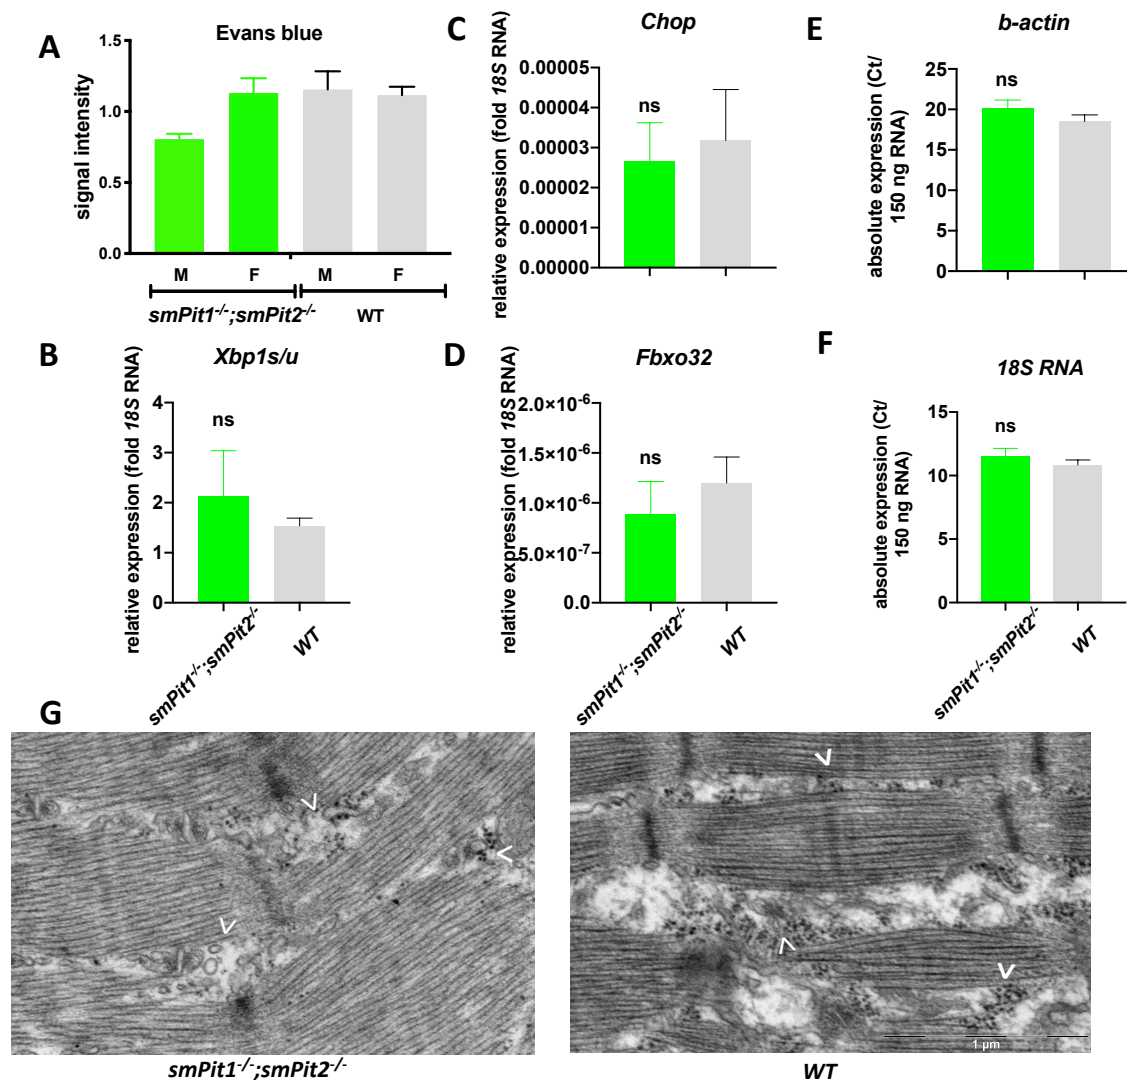 A
Evans blue
signal intensity
1.5
1.0
0.5
0.0
M
F
M
F
smPit1-/-;smPit2-/-
WT
C
Chop
relative expression (fold 18S RNA)
0.00005
0.00004
0.00003
0.00002
0.00001
0.00000
ns
E
b-actin
absolute expression (Ct/
150 ng RNA)
25
20
15
10
5
0
ns
B
Xbp1s/u
relative expression (fold 18S RNA)
4
3
2
1
0
ns
smPit1-/-;smPit2-/-
WT
D
Fbxo32
relative expression (fold 18S RNA)
2.0×10-6
1.5×10-6
1.0×10-6
5.0×10-7
0.0
ns
smPit1-/-;smPit2-/-
WT
F
18S RNA
absolute expression (Ct/
150 ng RNA)
15
10
5
0
ns
smPit1-/-;smPit2-/-
WT
G
1 µm
smPit1-/-;smPit2-/-
WT